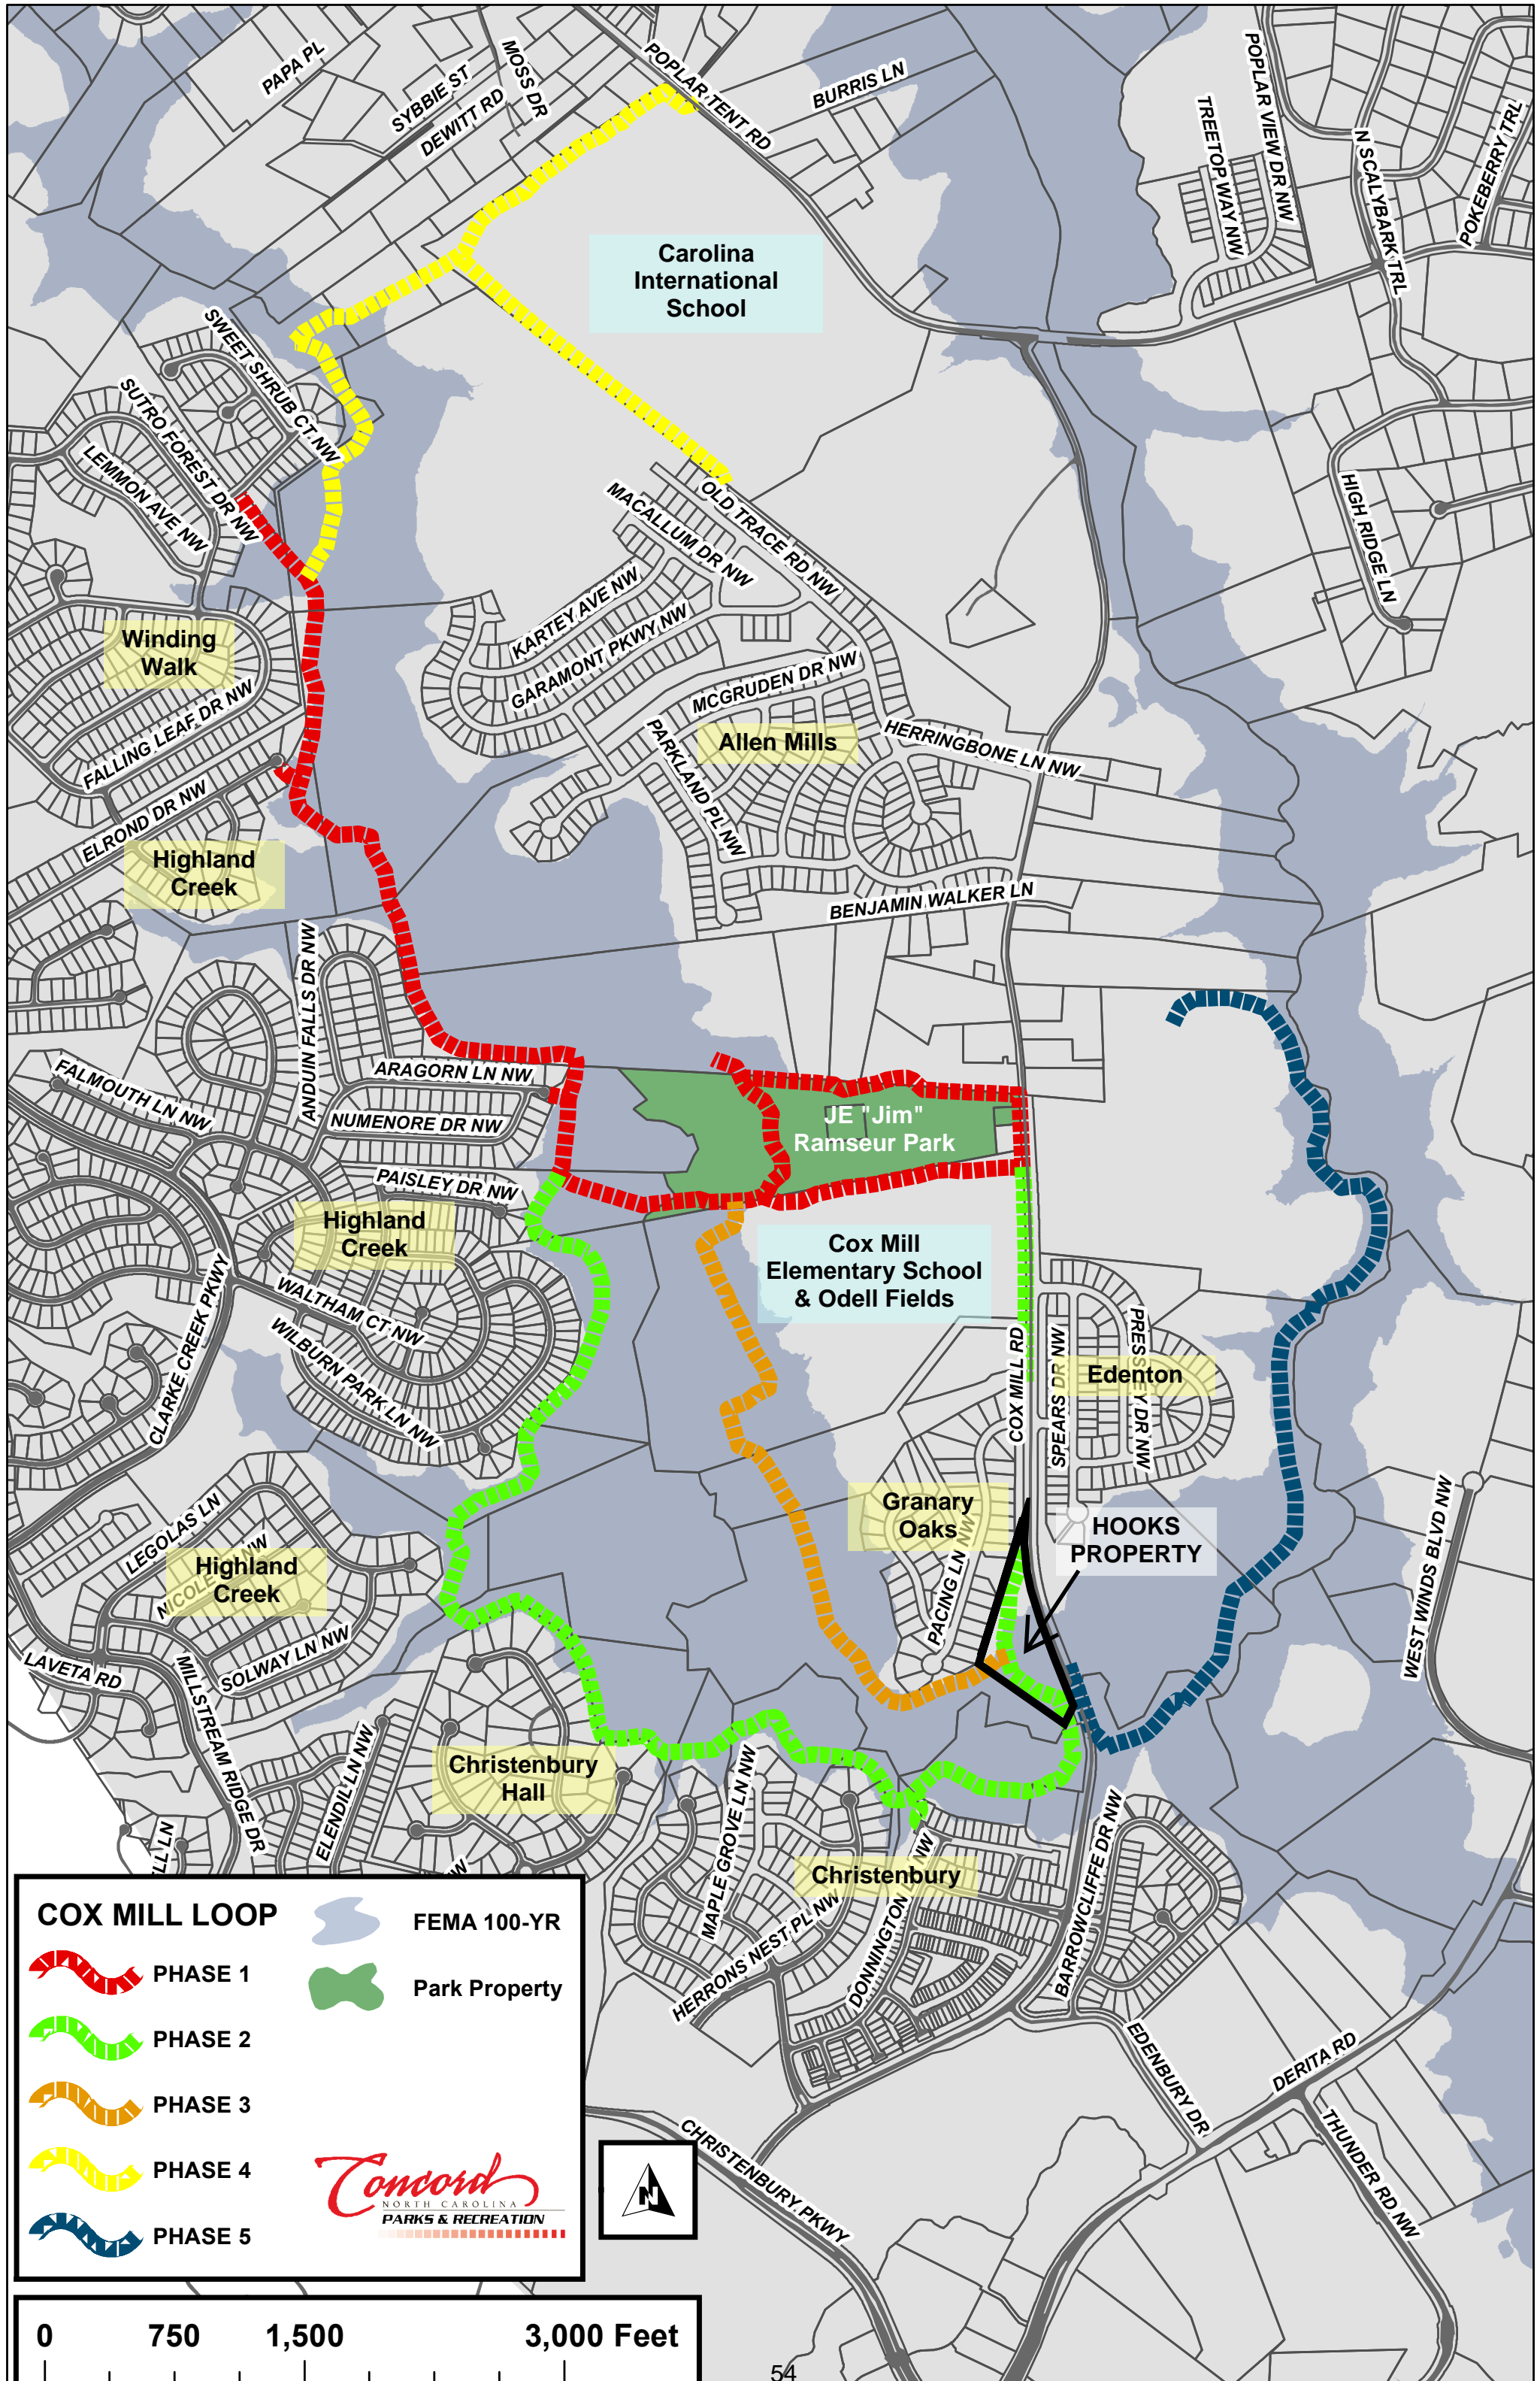 PAPA PL
SYBBIE ST
MOSS DR
DEWITT RD
POPLAR TENT RD
BURRIS LN
POPLAR VIEW DR NW
TREETOP WAY NW
N SCALYBARK TRL
POKEBERRY TRL
Carolina
International
School
SWEET SHRUB CT NW
SUTRO FOREST DR NW
LEMMON AVE NW
OLD TRACE RD NW
MACALLUM DR NW
HIGH RIDGE LN
KARTEY AVE NW
GARAMONT PKWY NW
Winding
Walk
MCGRUDEN DR NW
FALLING LEAF DR NW
PARKLAND PL NW
Allen Mills
HERRINGBONE LN NW
ELROND DR NW
Highland
Creek
BENJAMIN WALKER LN
ANDUIN FALLS DR NW
FALMOUTH LN NW
ARAGORN LN NW
NUMENORE DR NW
JE "Jim"
Ramseur Park
PAISLEY DR NW
Highland
Creek
Cox Mill
Elementary School
& Odell Fields
CLARKE CREEK PKWY
WALTHAM CT NW
WILBURN PARK LN NW
COX MILL RD
SPEARS DR NW
PRESSLEY DR NW
Edenton
LEGOLAS LN
Granary
Oaks
HOOKS
PROPERTY
PACING LN NW
WEST WINDS BLVD NW
NICOLE
NW
Highland
Creek
SOLWAY LN NW
LAVETA RD
MILLSTREAM RIDGE DR
ELENDIL LN NW
Christenbury
Hall
MAPLE GROVE LN NW
Christenbury
HERRONS NEST PL NW
DONNINGTON
NW
BARROWCLIFFE DR NW
EDENBURY DR
DERITA RD
THUNDER RD NW
CHRISTENBURY PKWY
COX MILL LOOP
PHASE 1
PHASE 2
PHASE 3
PHASE 4
PHASE 5
FEMA 100-YR
Park Property
Concord
NORTH CAROLINA
PARKS & RECREATION
N
0 750 1,500 3,000 Feet
54